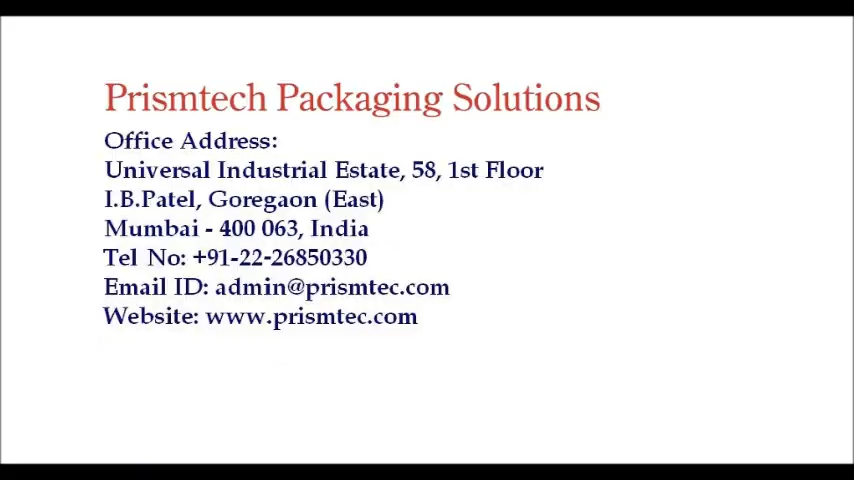 Prismtech Packaging Solutions
Office Address:
Universal Industrial Estate, 58, 1st Floor
I.B.Patel, Goregaon (East)
Mumbai - 400 063, India
Tel No: +91-22-26850330
Email ID: admin@prismtec.com
Website: www.prismtec.com